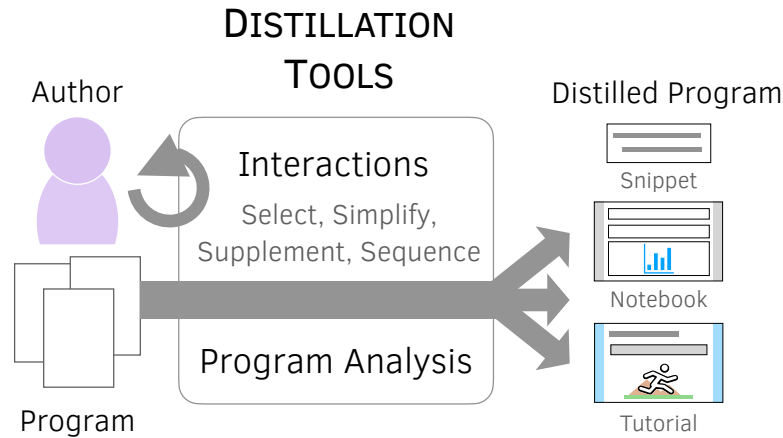 DISTILLATION
TOOLS
Author
Distilled Program
Interactions
Select, Simplify,
Supplement, Sequence
Snippet
Notebook
Program Analysis
Program
Tutorial